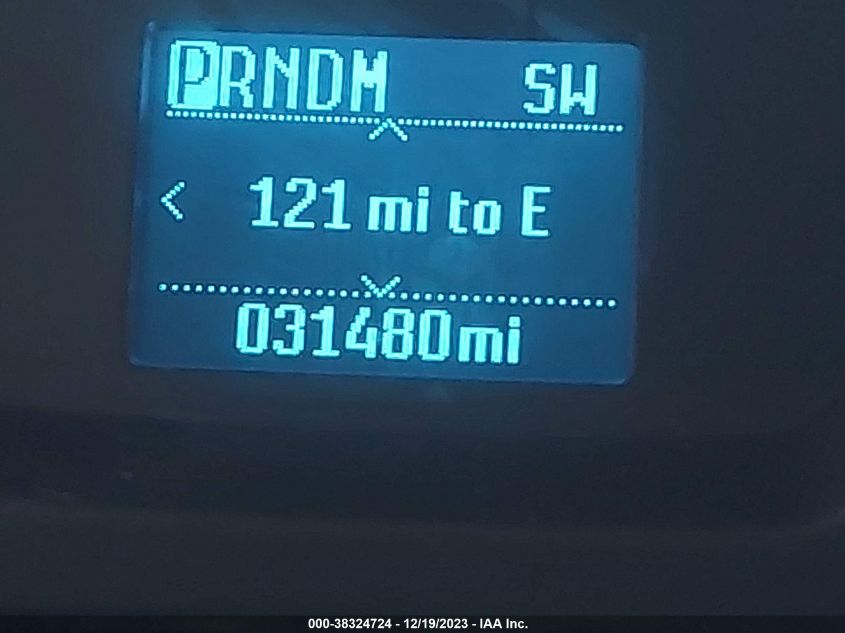 PRNDM SW
< 121 mi to E
031480mi
000-38324724 - 12/19/2023 - IAA Inc.